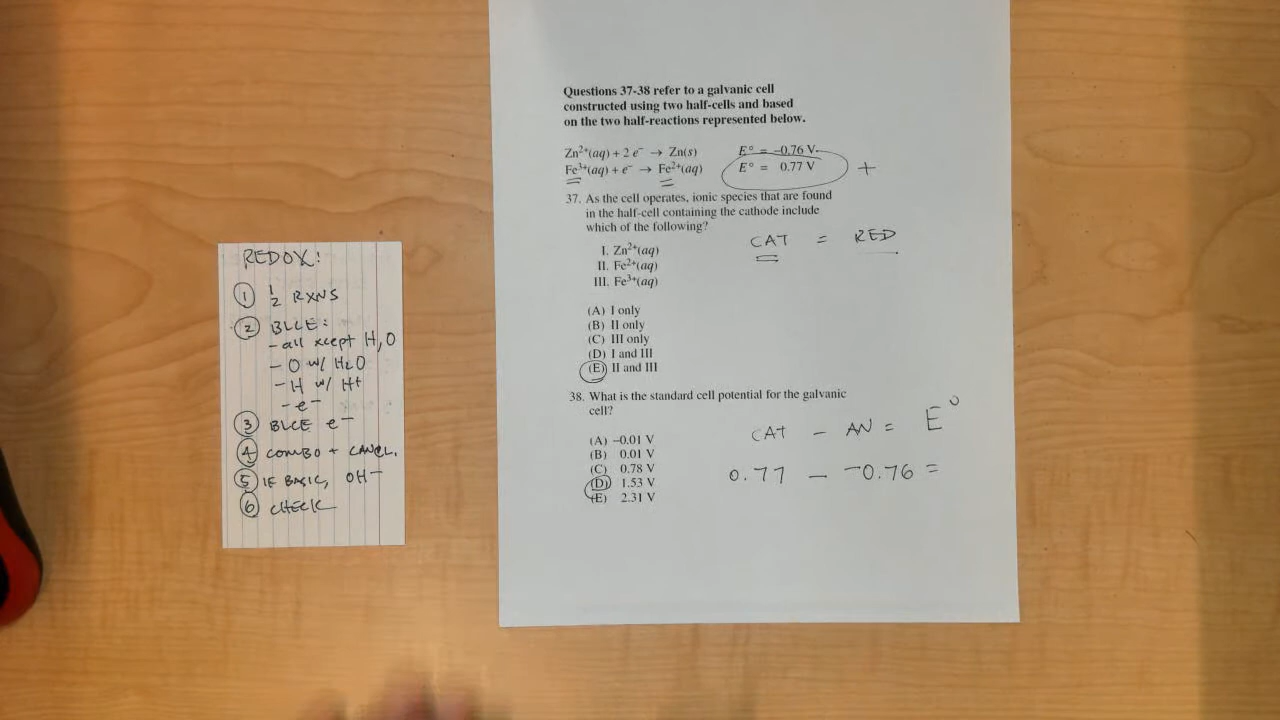 REDOX:
① ½ RXNS
② BLCE:
- all xcept H, O
- O w/ H2O
- H w/ H+
- e⁻
③ BLCE e⁻
④ COMBO + CANCL.
⑤ IF BASIC, OH⁻
⑥ CHECK
Questions 37-38 refer to a galvanic cell
constructed using two half-cells and based
on the two half-reactions represented below.
Zn²⁺(aq) + 2 e⁻ → Zn(s) E° = −0.76 V
Fe³⁺(aq) + e⁻ → Fe²⁺(aq) E° = 0.77 V +
37. As the cell operates, ionic species that are found
in the half-cell containing the cathode include
which of the following?
CAT = RED
I. Zn²⁺(aq)
II. Fe²⁺(aq)
III. Fe³⁺(aq)
(A) I only
(B) II only
(C) III only
(D) I and III
(E) II and III
38. What is the standard cell potential for the galvanic
cell?
CAT - AN = E°
(A) −0.01 V
(B) 0.01 V
(C) 0.78 V
(D) 1.53 V
(E) 2.31 V
0.77 - ⁻0.76 =